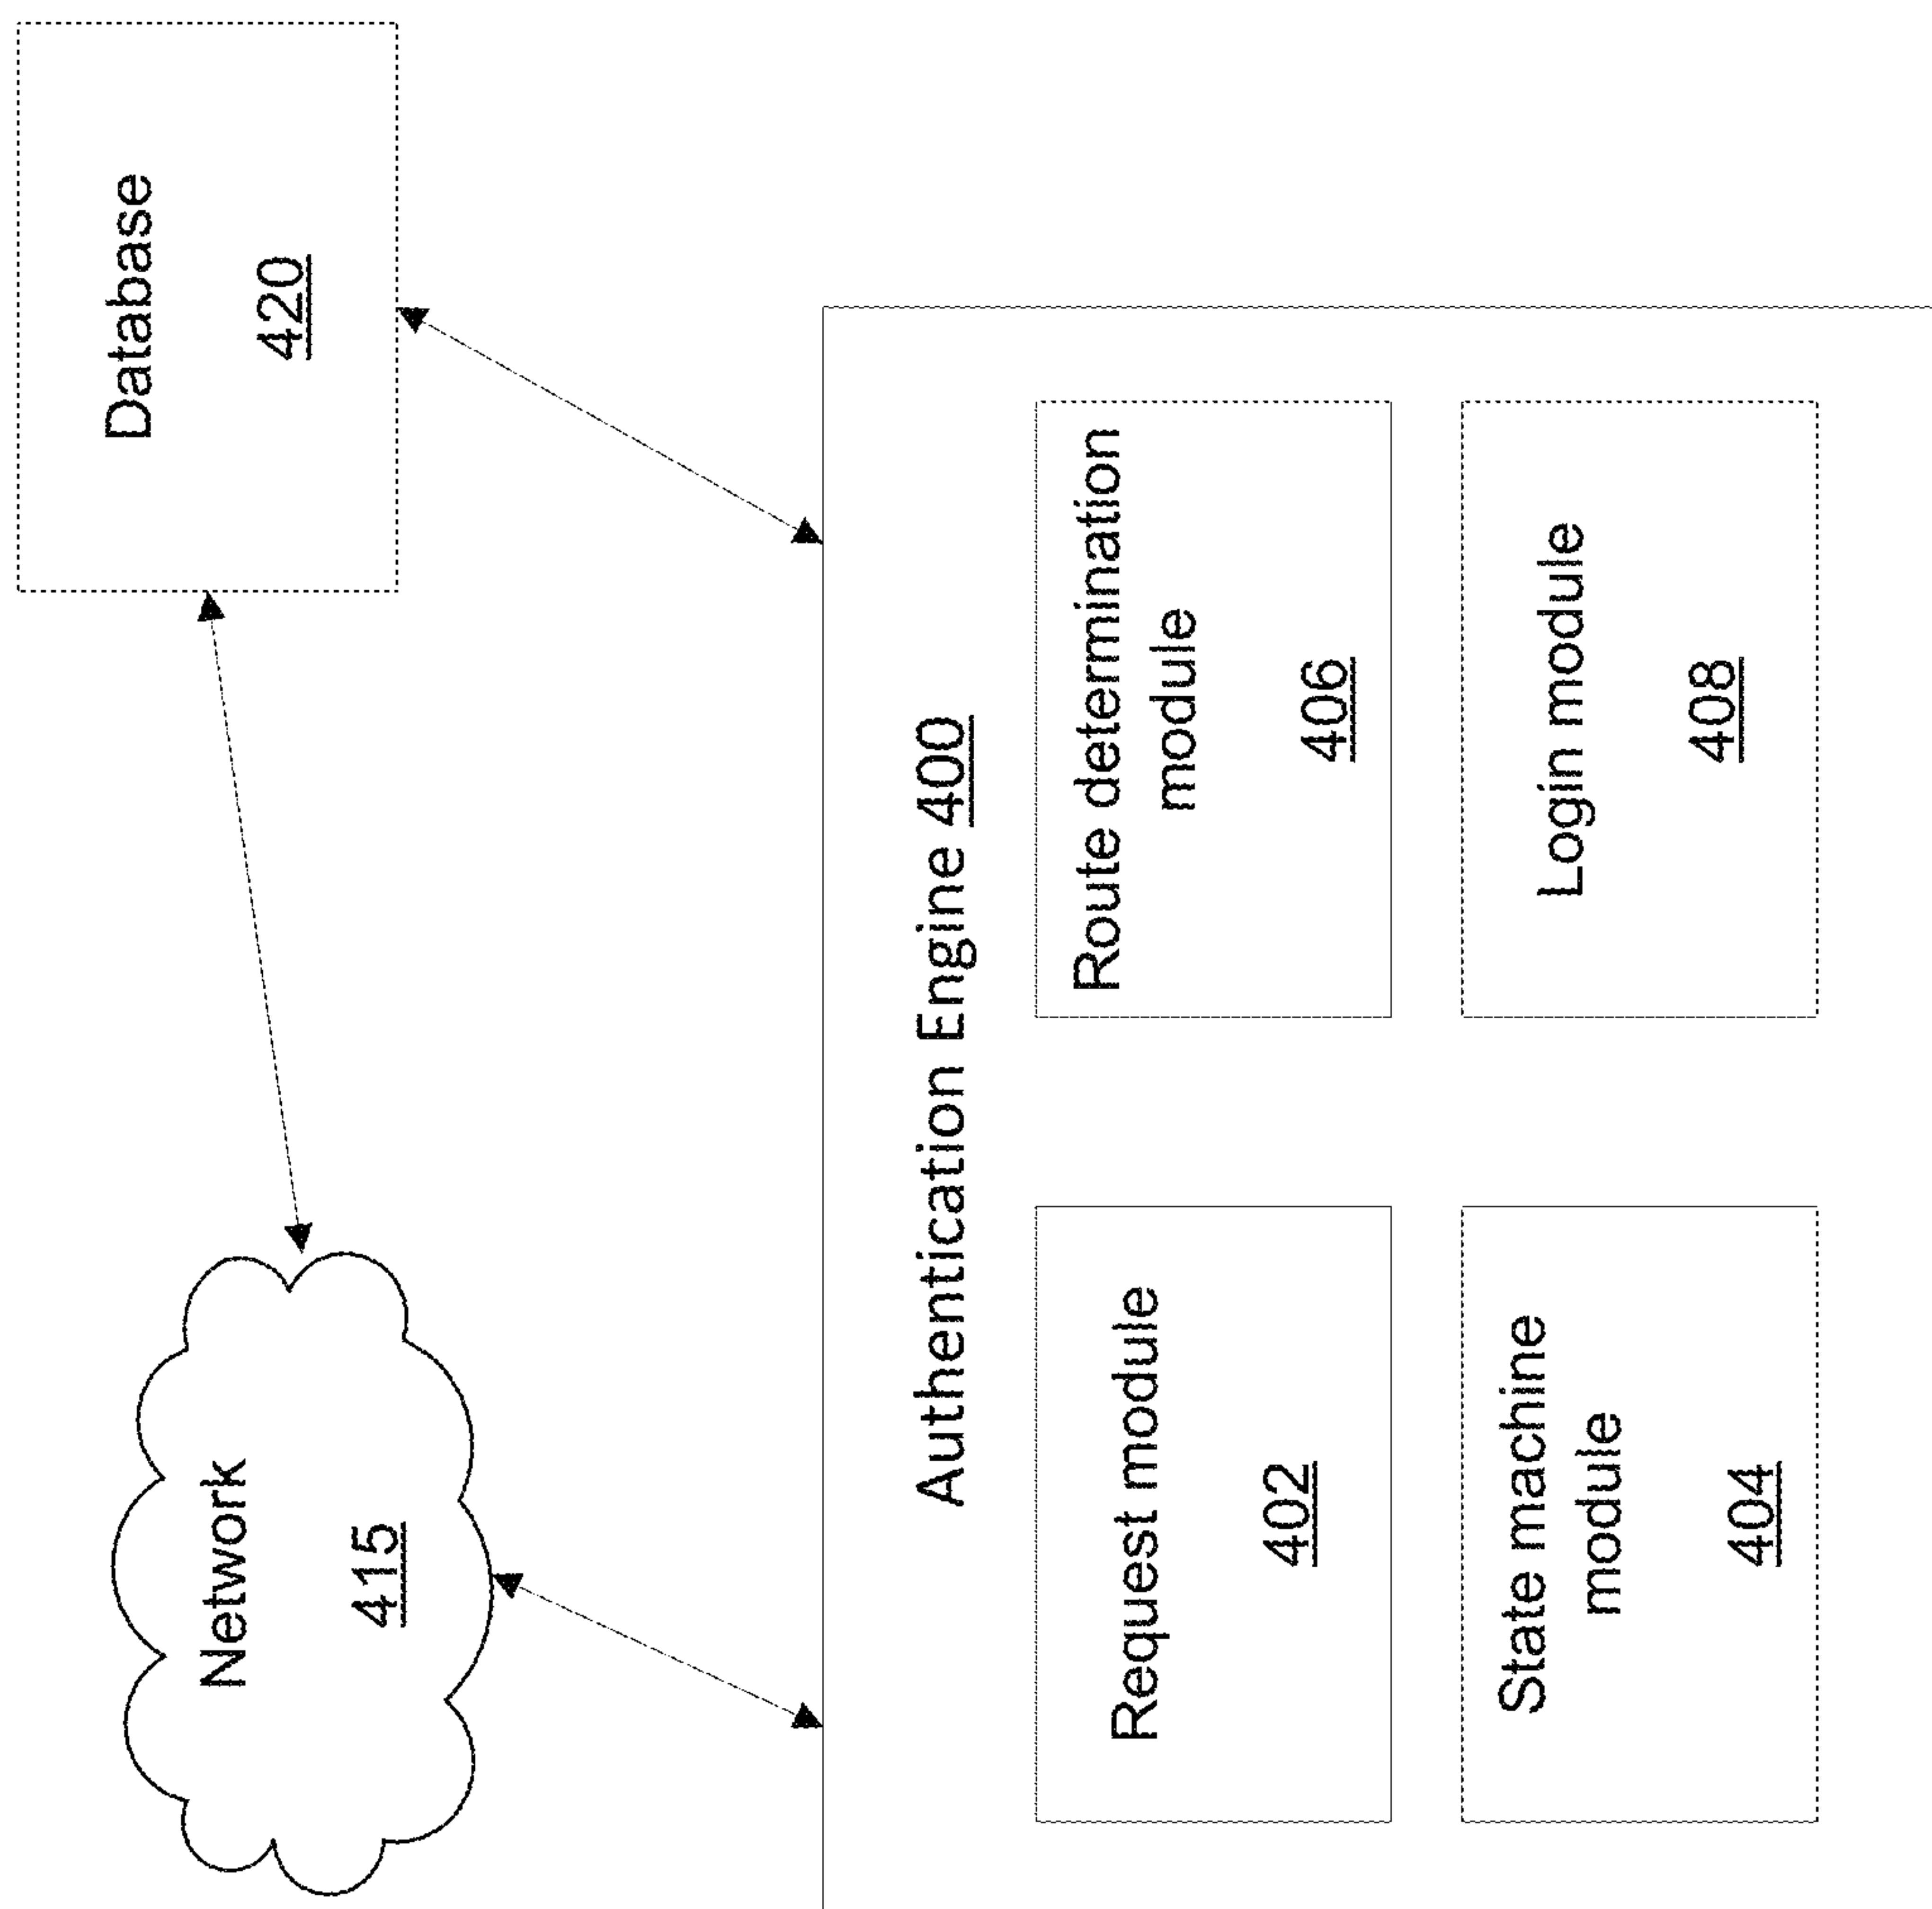 Network
415
Database
420
Authentication Engine 400
Request module
402
Route determination
module
406
State machine
module
404
Login module
408